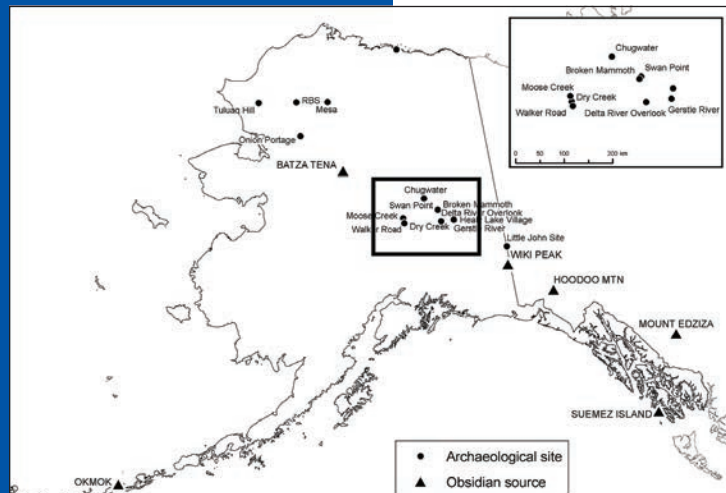 Chugwater
Broken Mammoth
Swan Point
Moose Creek
Dry Creek
Walker Road
Delta River Overlook
Gerstle River
0 50 100 300 km
Tuluaq Hill
RBS
Mesa
Onion Portage
BATZA TENA
Chugwater
Swan Point
Broken Mammoth
Delta River Overlook
Moose Creek
Healy Lake Village
Walker Road
Dry Creek
Gerstle River
Little John Site
WIKI PEAK
HOODOO MTN
MOUNT EDZIZA
SUEMEZ ISLAND
OKMOK
Archaeological site
Obsidian source